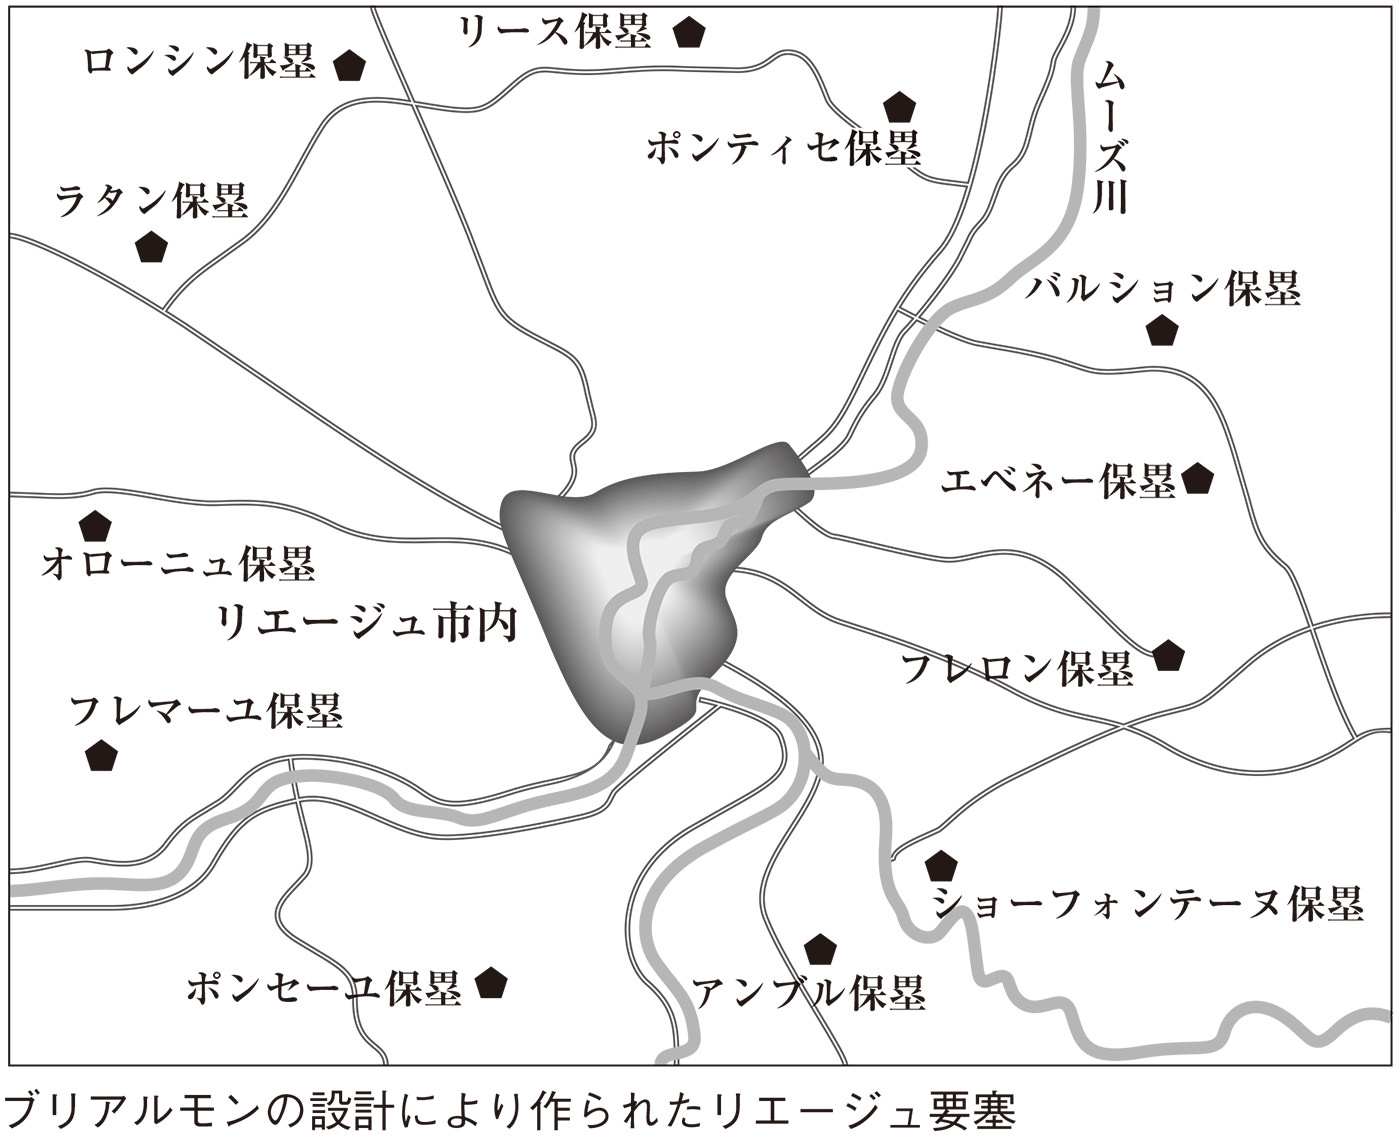 リース保塁
ロンシン保塁
ムーズ川
ポンティセ保塁
ラタン保塁
バルション保塁
エベネー保塁
オローニュ保塁
リエージュ市内
フレロン保塁
フレマーユ保塁
ショーフォンテーヌ保塁
ポンセーユ保塁
アンブル保塁
ブリアルモンの設計により作られたリエージュ要塞